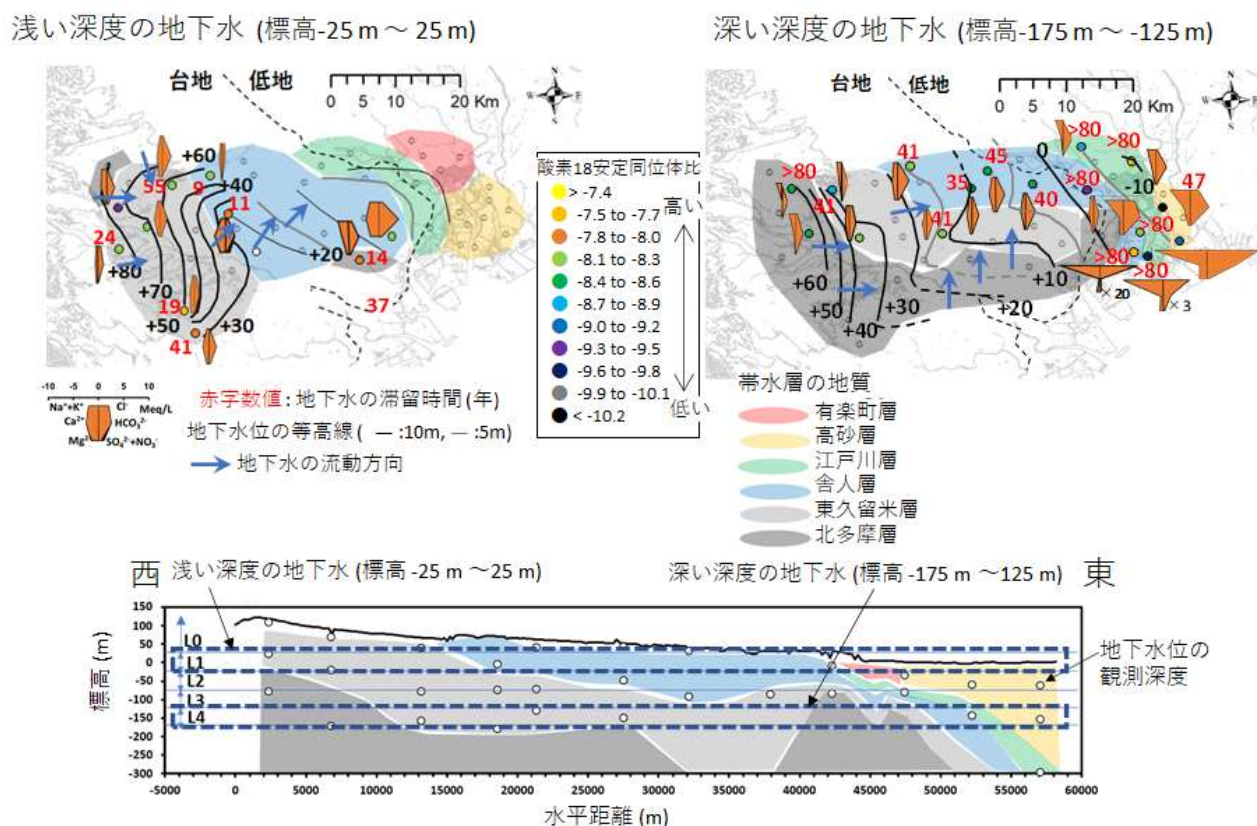 浅い深度の地下水 (標高-25 m ～ 25 m)
深い深度の地下水 (標高-175 m～ -125 m)
台地 低地
0 5 10 20 Km
N
W E
S
+60
55
9
+40
11
24
+80
+70
19
+50
+30
41
+20
14
37
-10 -5 0 5 10
Na⁺+K⁺ Cl⁻ Meq/L
Ca²⁺ HCO₃²⁻
Mg²⁺ SO₄²⁻+NO₃⁻
赤字数値: 地下水の滞留時間 (年)
地下水位の等高線 ( ― :10m, ― :5m)
地下水の流動方向
酸素18安定同位体比
> -7.4
-7.5 to -7.7
-7.8 to -8.0
-8.1 to -8.3
-8.4 to -8.6
-8.7 to -8.9
-9.0 to -9.2
-9.3 to -9.5
-9.6 to -9.8
-9.9 to -10.1
< -10.2
高い
低い
台地 低地
0 5 10 20 Km
N
W E
S
>80
41
41
45
35
41
40
0
>80
>80
>80
-10
47
>80
>80
>80
+60
+50
+40
+30
+20
+10
× 20
× 3
帯水層の地質
有楽町層
高砂層
江戸川層
舎人層
東久留米層
北多摩層
西 浅い深度の地下水 (標高 -25 m ～25 m)
深い深度の地下水 (標高 -175 m ～125 m) 東
地下水位の
観測深度
標高 (m)
150
100
50
0
-50
-100
-150
-200
-250
-300
L0
L1
L2
L3
L4
-5000 0 5000 10000 15000 20000 25000 30000 35000 40000 45000 50000 55000 60000
水平距離 (m)